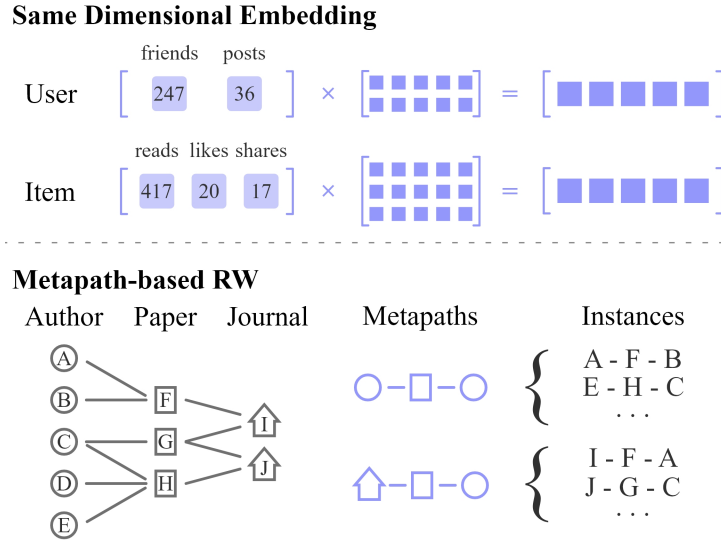 Same Dimensional Embedding
friends posts
User [ 247 36 ] × [ ] = [ ]
reads likes shares
Item [ 417 20 17 ] × [ ] = [ ]
Metapath-based RW
Author Paper Journal Metapaths Instances
A
B
C
D
E
F
G
H
I
J
{ A - F - B
E - H - C
. . .
{ I - F - A
J - G - C
. . .